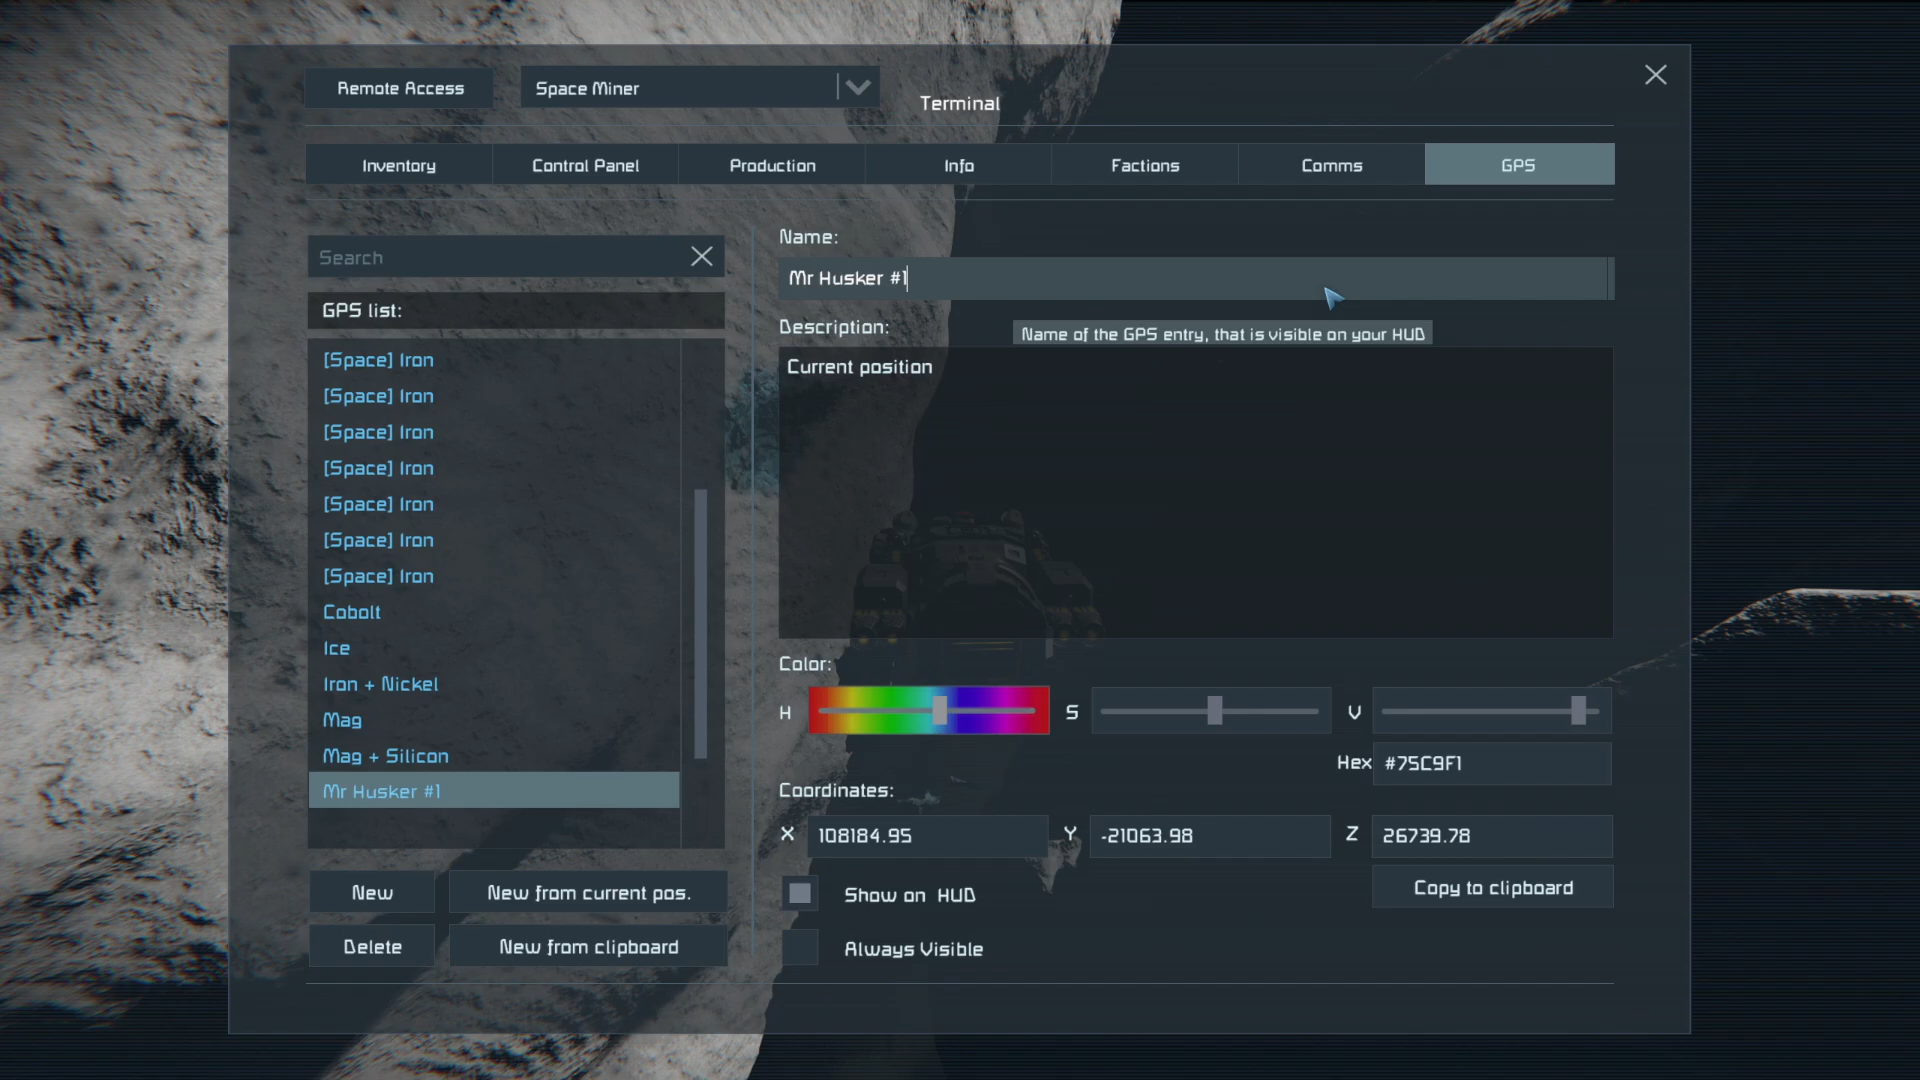 Remote Access
Space Miner
Terminal
Inventory
Control Panel
Production
Info
Factions
Comms
GPS
Search
GPS list:
[Space] Iron
[Space] Iron
[Space] Iron
[Space] Iron
[Space] Iron
[Space] Iron
[Space] Iron
Cobolt
Ice
Iron + Nickel
Mag
Mag + Silicon
Mr Husker #1
New
New from current pos.
Delete
New from clipboard
Name:
Mr Husker #1
Description:
Name of the GPS entry, that is visible on your HUD
Current position
Color:
H
S
V
Hex #75C9F1
Coordinates:
X 108184.95
Y -21063.98
Z 26739.78
Copy to clipboard
Show on HUD
Always Visible